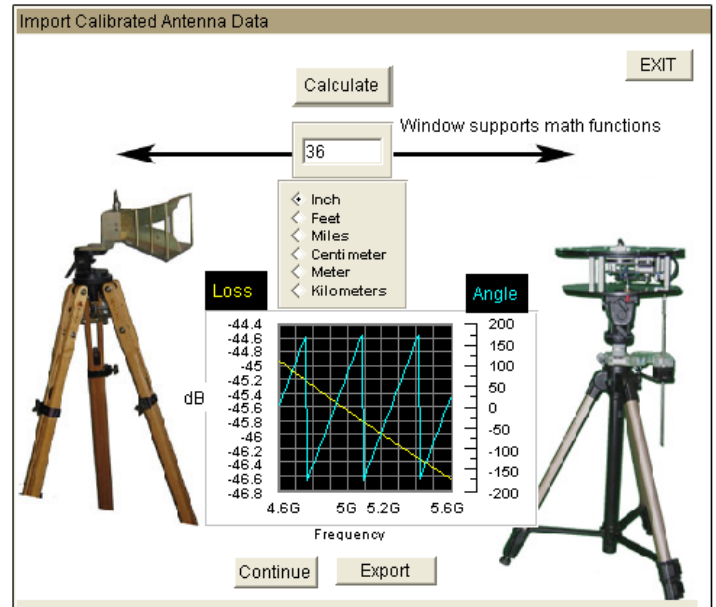 Import Calibrated Antenna Data
EXIT
Calculate
Window supports math functions
36
Inch
Feet
Miles
Centimeter
Meter
Kilometers
Loss
Angle
-44.4
-44.6
-44.8
-45
-45.2
-45.4
-45.6
-45.8
-46
-46.2
-46.4
-46.6
-46.8
dB
200
150
100
50
0
-50
-100
-150
-200
4.6G 5G 5.2G 5.6G
Frequency
Continue
Export